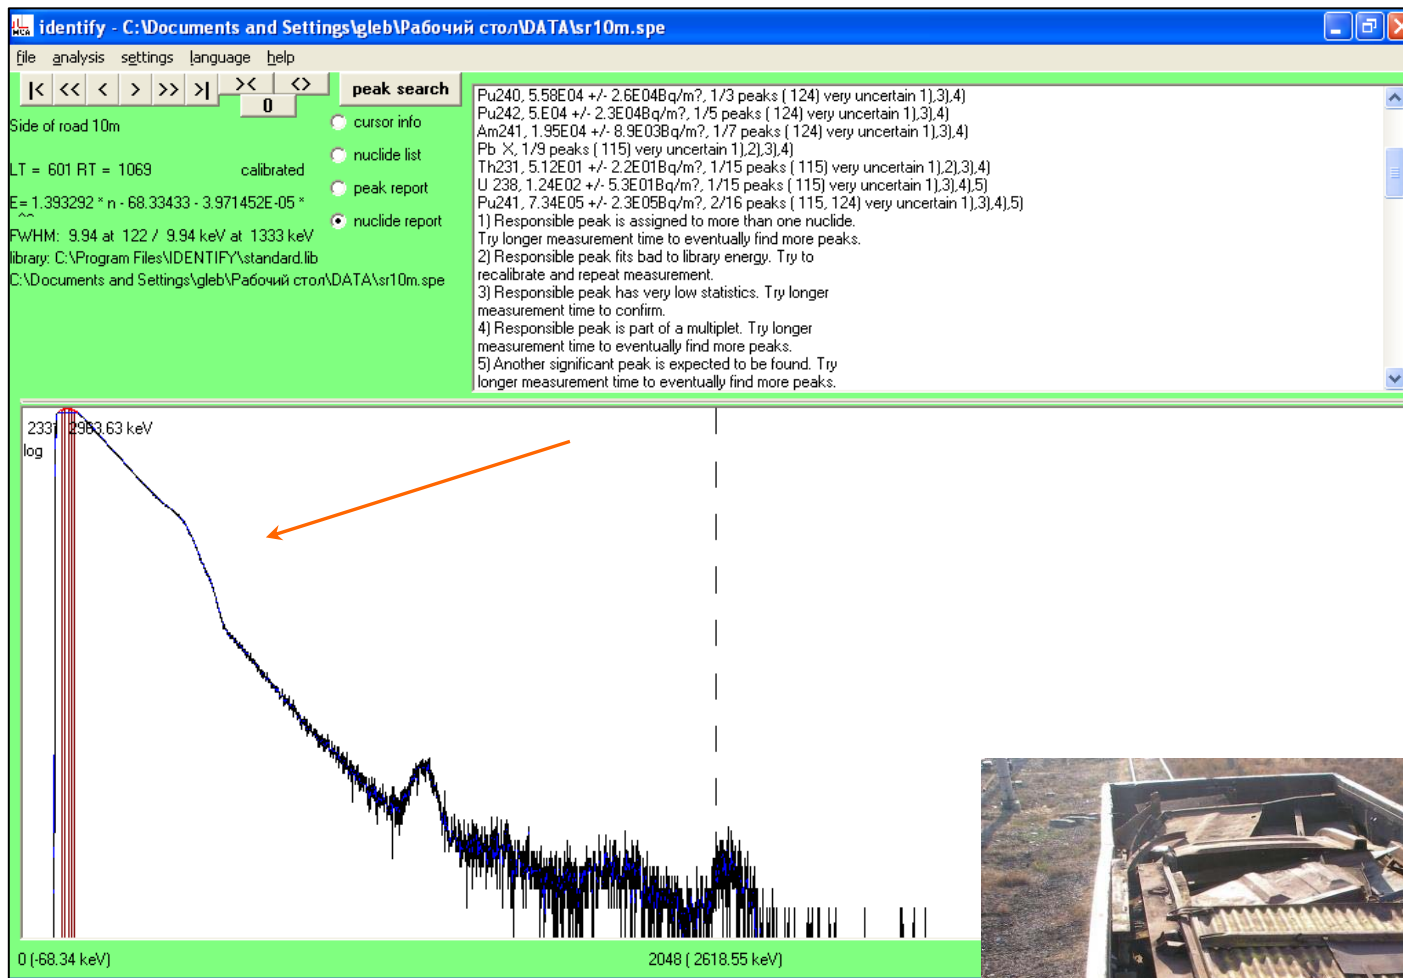 identify - C:\Documents and Settings\gleb\Рабочий стол\DATA\sr10m.spe
file analysis settings language help
|< << < > >> >| >< <> peak search
0
Side of road 10m
LT = 601 RT = 1069 calibrated
E= 1.393292 * n - 68.33433 - 3.971452E-05 *
FWHM: 9.94 at 122 / 9.94 keV at 1333 keV
library: C:\Program Files\IDENTIFY\standard.lib
C:\Documents and Settings\gleb\Рабочий стол\DATA\sr10m.spe
cursor info
nuclide list
peak report
nuclide report
Pu240, 5.58E04 +/- 2.6E04Bq/m?, 1/3 peaks ( 124) very uncertain 1),3),4)
Pu242, 5.E04 +/- 2.3E04Bq/m?, 1/5 peaks ( 124) very uncertain 1),3),4)
Am241, 1.95E04 +/- 8.9E03Bq/m?, 1/7 peaks ( 124) very uncertain 1),3),4)
Pb X, 1/9 peaks ( 115) very uncertain 1),2),3),4)
Th231, 5.12E01 +/- 2.2E01Bq/m?, 1/15 peaks ( 115) very uncertain 1),2),3),4)
U 238, 1.24E02 +/- 5.3E01Bq/m?, 1/15 peaks ( 115) very uncertain 1),3),4),5)
Pu241, 7.34E05 +/- 2.3E05Bq/m?, 2/16 peaks ( 115, 124) very uncertain 1),3),4),5)
1) Responsible peak is assigned to more than one nuclide.
Try longer measurement time to eventually find more peaks.
2) Responsible peak fits bad to library energy. Try to
recalibrate and repeat measurement.
3) Responsible peak has very low statistics. Try longer
measurement time to confirm.
4) Responsible peak is part of a multiplet. Try longer
measurement time to eventually find more peaks.
5) Another significant peak is expected to be found. Try
longer measurement time to eventually find more peaks.
2331 2983.63 keV
log
0 (-68.34 keV) 2048 ( 2618.55 keV)